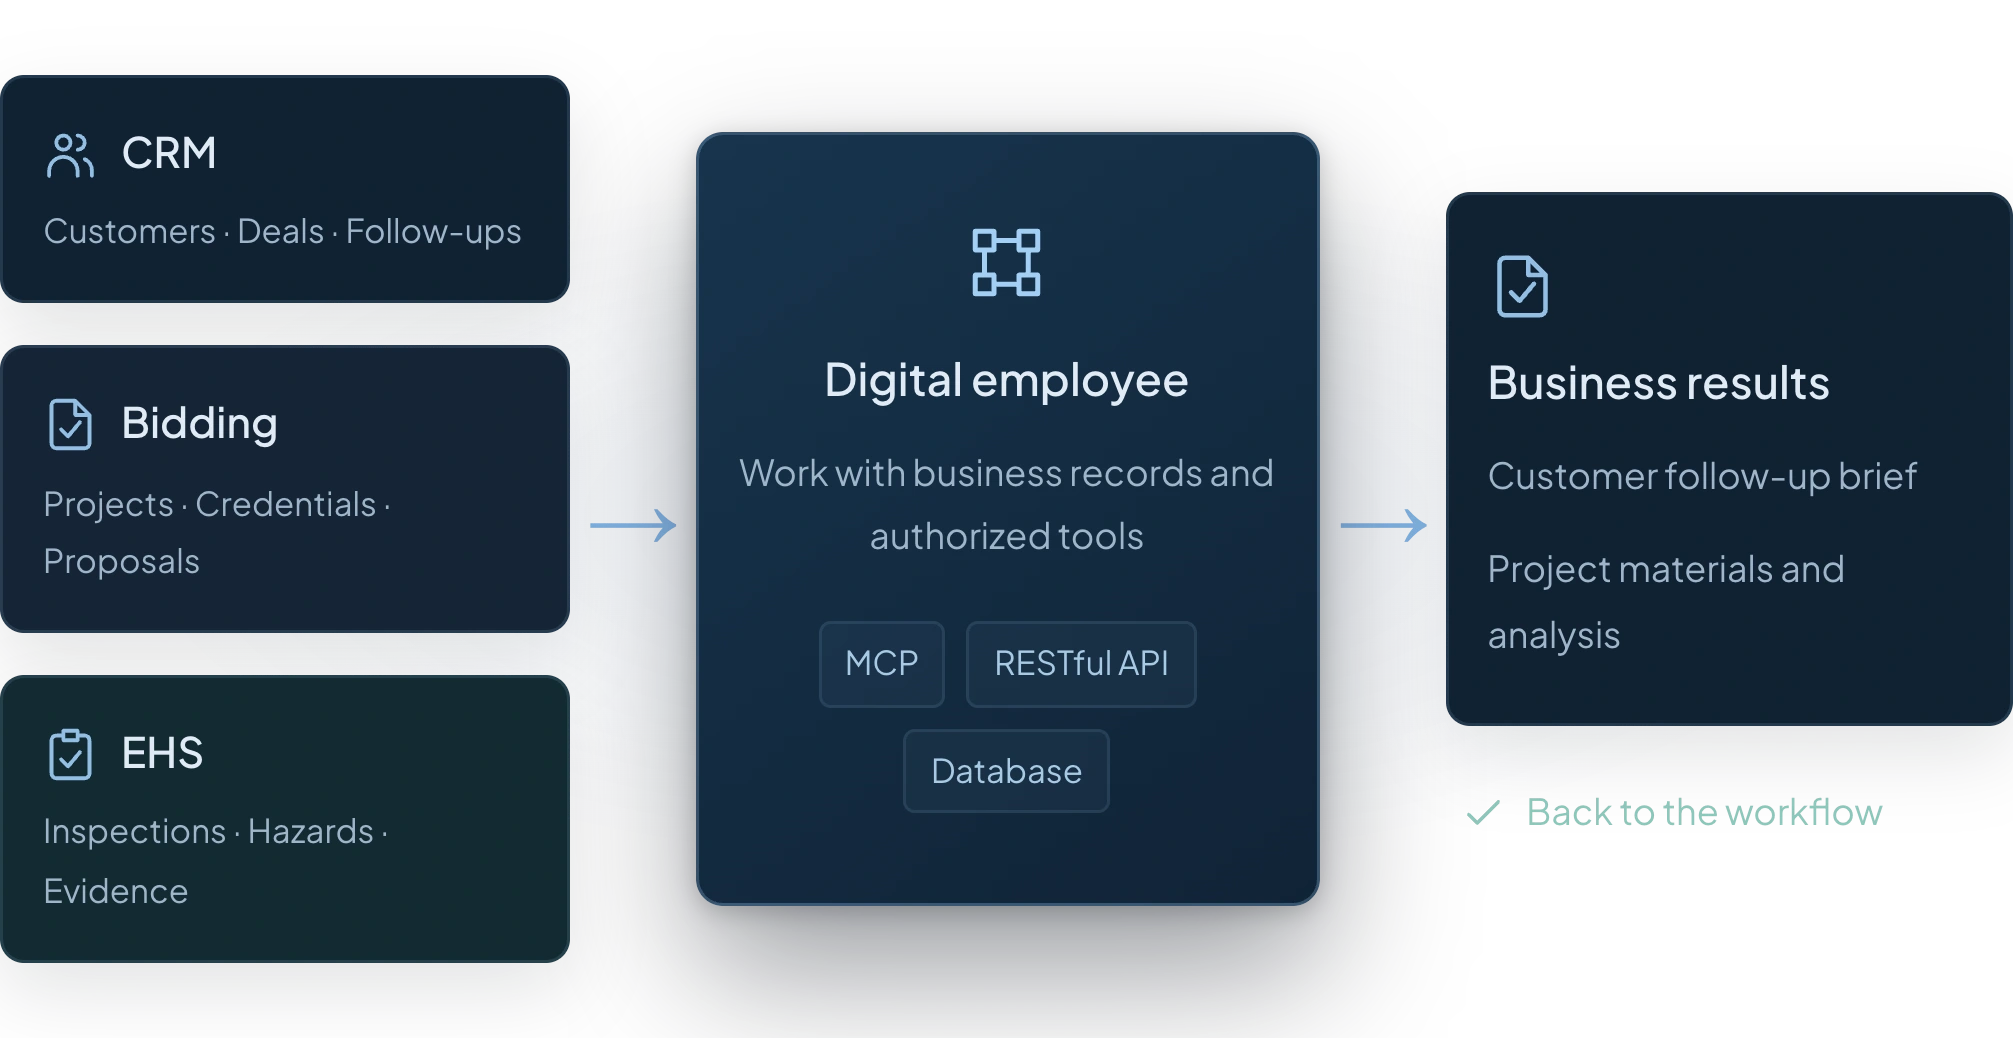 CRM
Customers · Deals · Follow-ups
Bidding
Projects · Credentials ·
Proposals
EHS
Inspections · Hazards ·
Evidence
Digital employee
Work with business records and
authorized tools
MCP
RESTful API
Database
Business results
Customer follow-up brief
Project materials and
analysis
Back to the workflow